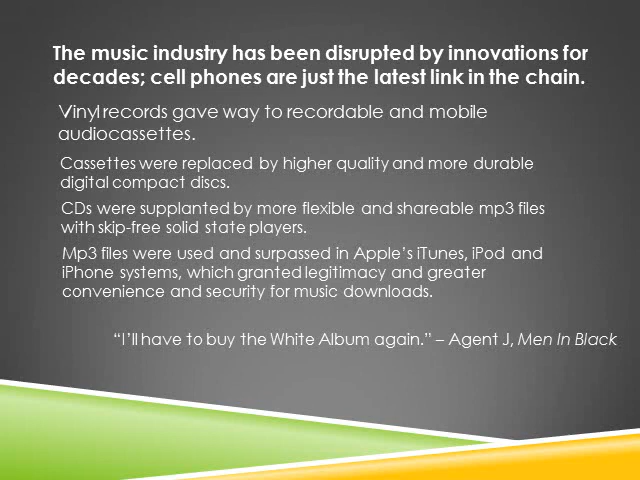 The music industry has been disrupted by innovations for
decades; cell phones are just the latest link in the chain.
Vinyl records gave way to recordable and mobile
audiocassettes.
Cassettes were replaced by higher quality and more durable
digital compact discs.
CDs were supplanted by more flexible and shareable mp3 files
with skip-free solid state players.
Mp3 files were used and surpassed in Apple’s iTunes, iPod and
iPhone systems, which granted legitimacy and greater
convenience and security for music downloads.
“I’ll have to buy the White Album again.” – Agent J, Men In Black